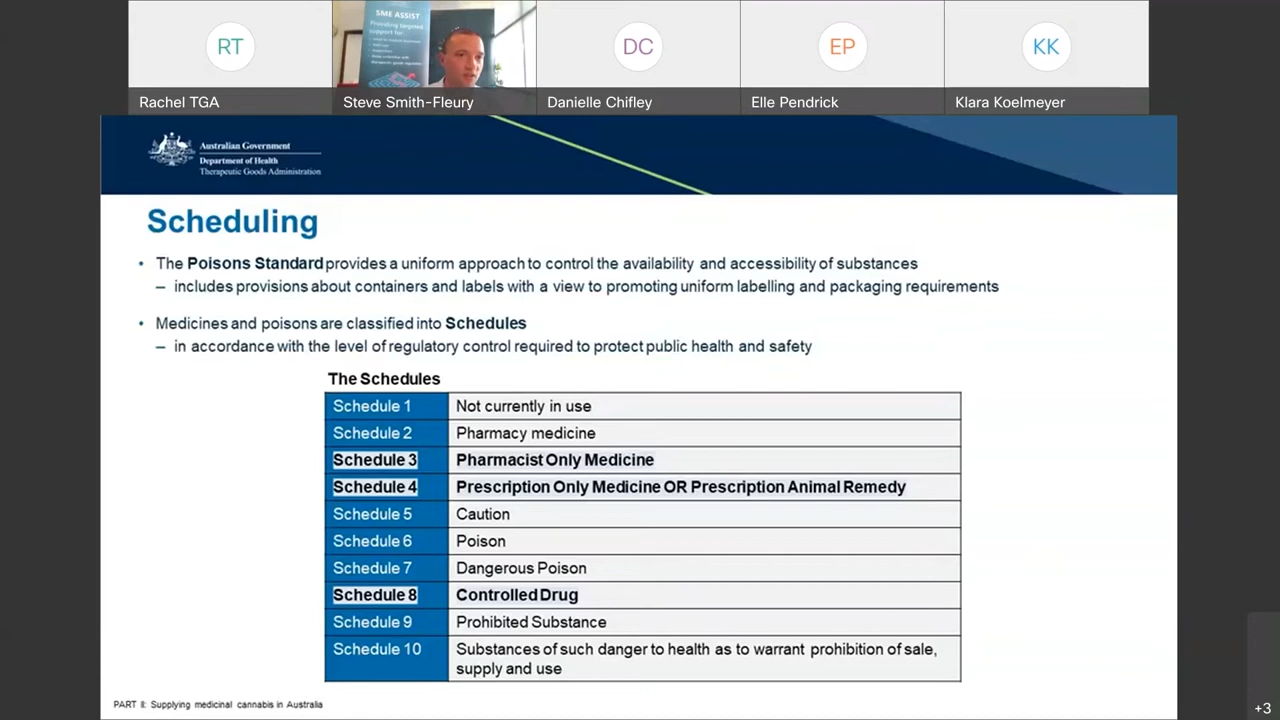 RT
SME ASSIST
Providing targeted
support for:
DC
EP
KK
Rachel TGA
Steve Smith-Fleury
Danielle Chifley
Elle Pendrick
Klara Koelmeyer
Australian Government
Department of Health
Therapeutic Goods Administration
Scheduling
• The Poisons Standard provides a uniform approach to control the availability and accessibility of substances
– includes provisions about containers and labels with a view to promoting uniform labelling and packaging requirements
• Medicines and poisons are classified into Schedules
– in accordance with the level of regulatory control required to protect public health and safety
The Schedules
Schedule 1 Not currently in use
Schedule 2 Pharmacy medicine
Schedule 3 Pharmacist Only Medicine
Schedule 4 Prescription Only Medicine OR Prescription Animal Remedy
Schedule 5 Caution
Schedule 6 Poison
Schedule 7 Dangerous Poison
Schedule 8 Controlled Drug
Schedule 9 Prohibited Substance
Schedule 10 Substances of such danger to health as to warrant prohibition of sale,
supply and use
PART II: Supplying medicinal cannabis in Australia
+3